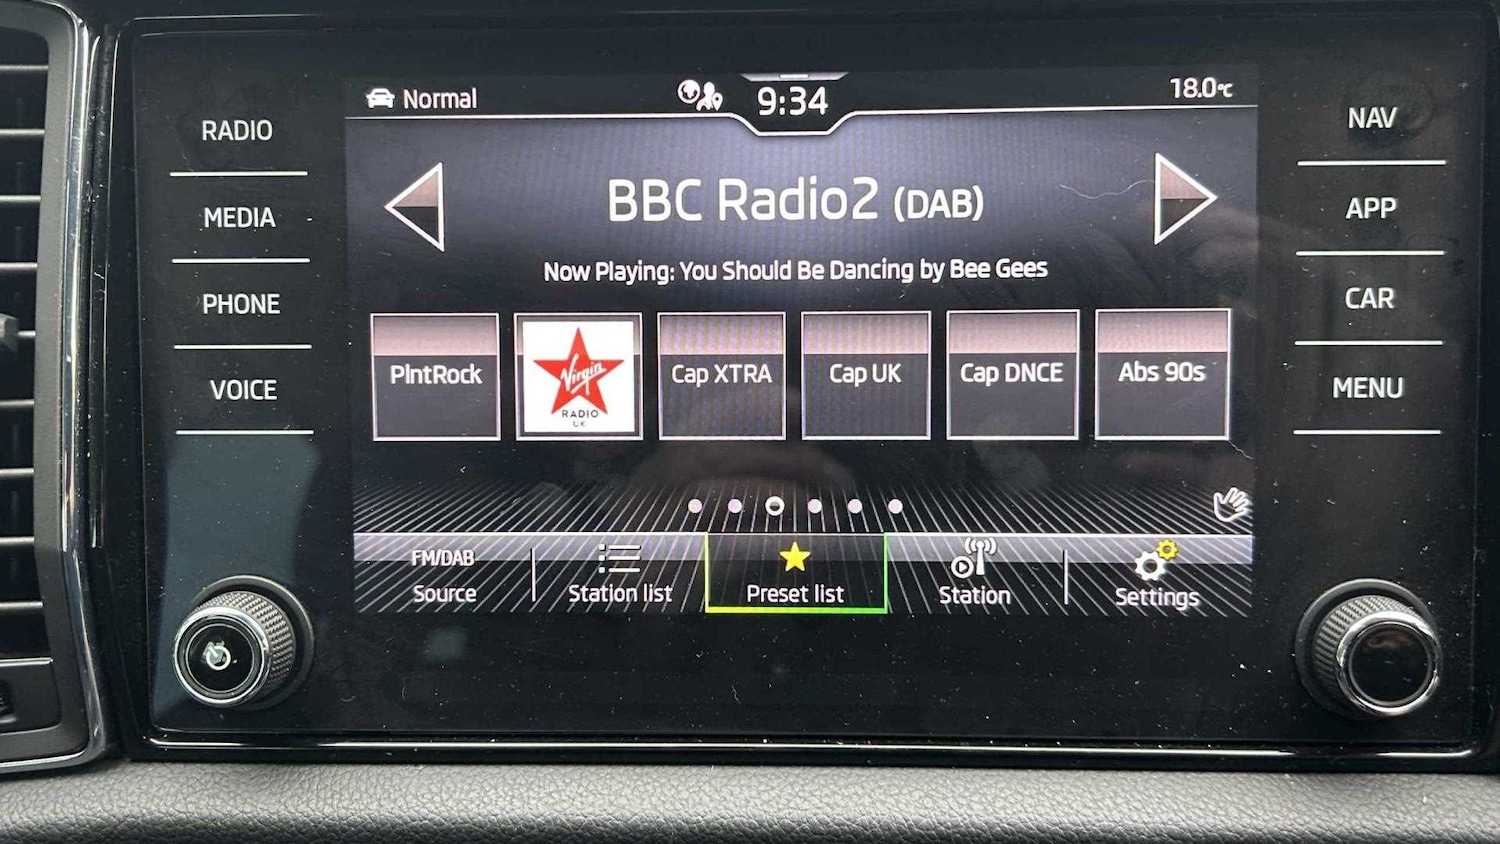 Normal
9:34
18.0°C
RADIO
MEDIA
PHONE
VOICE
BBC Radio2 (DAB)
Now Playing: You Should Be Dancing by Bee Gees
PlntRock
Virgin
RADIO
UK
Cap XTRA
Cap UK
Cap DNCE
Abs 90s
FM/DAB
Source
Station list
Preset list
Station
Settings
NAV
APP
CAR
MENU